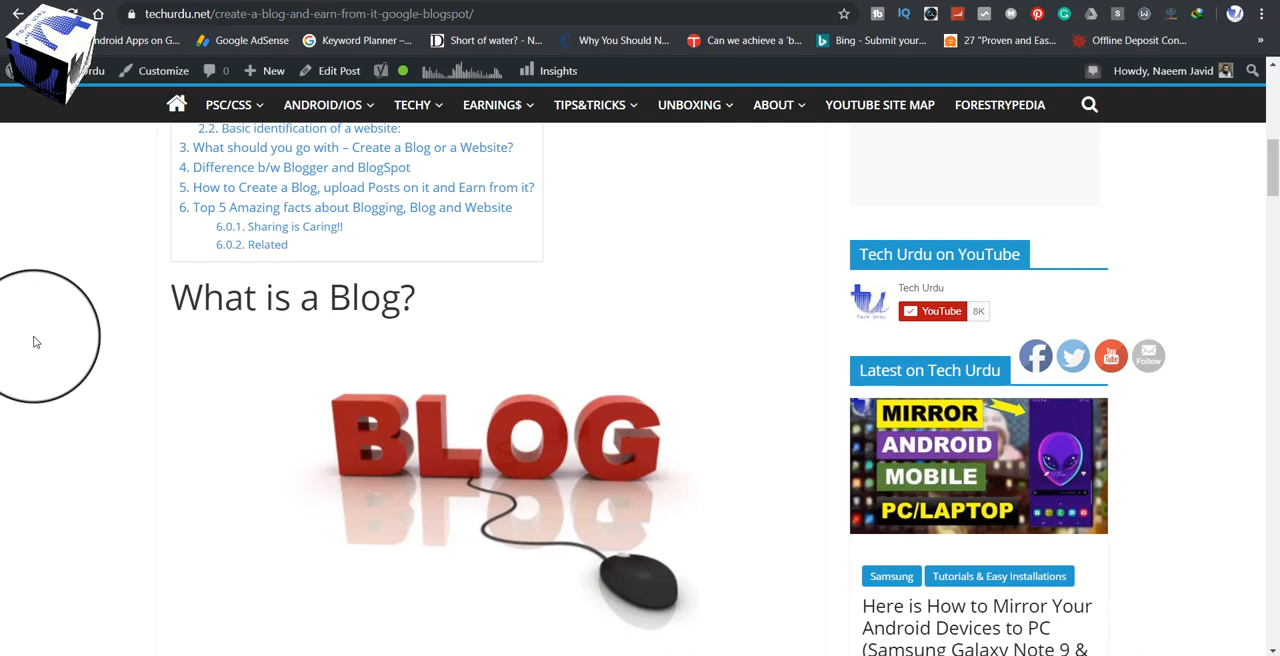 techurdu.net/create-a-blog-and-earn-from-it-google-blogspot/
ndroid Apps on G...
Google AdSense
Keyword Planner –...
Short of water? - N...
Why You Should N...
Can we achieve a 'b...
Bing - Submit your...
27 "Proven and Eas...
Offline Deposit Con...
»
rdu
Customize
0
New
Edit Post
Insights
Howdy, Naeem Javid
PSC/CSS
ANDROID/IOS
TECHY
EARNING$
TIPS&TRICKS
UNBOXING
ABOUT
YOUTUBE SITE MAP
FORESTRYPEDIA
2.2. Basic identification of a website:
3. What should you go with – Create a Blog or a Website?
4. Difference b/w Blogger and BlogSpot
5. How to Create a Blog, upload Posts on it and Earn from it?
6. Top 5 Amazing facts about Blogging, Blog and Website
6.0.1. Sharing is Caring!!
6.0.2. Related
What is a Blog?
BLOG
Tech Urdu on YouTube
Tech Urdu
YouTube
8K
Latest on Tech Urdu
You Tube
Follow
MIRROR
ANDROID
MOBILE
PC/LAPTOP
Samsung
Tutorials & Easy Installations
Here is How to Mirror Your
Android Devices to PC
(Samsung Galaxy Note 9 &